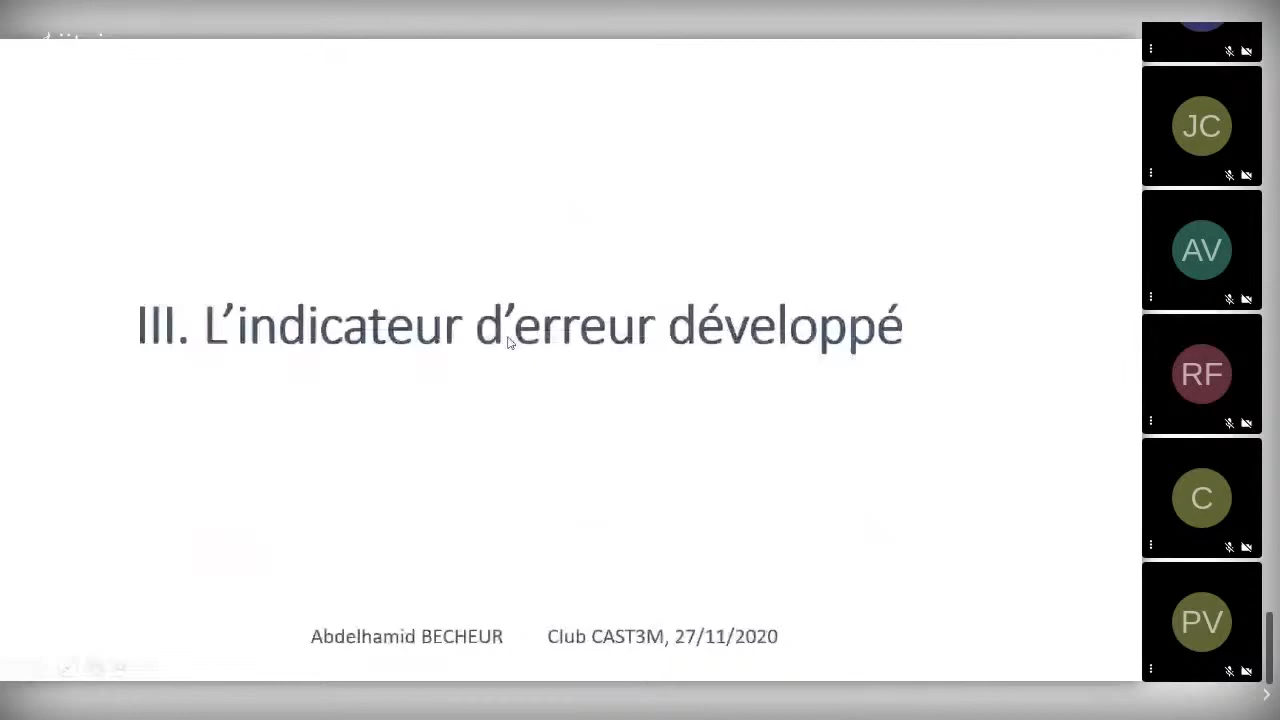 III. L’indicateur d’erreur développé
Abdelhamid BECHEUR Club CAST3M, 27/11/2020
JC
AV
RF
C
PV